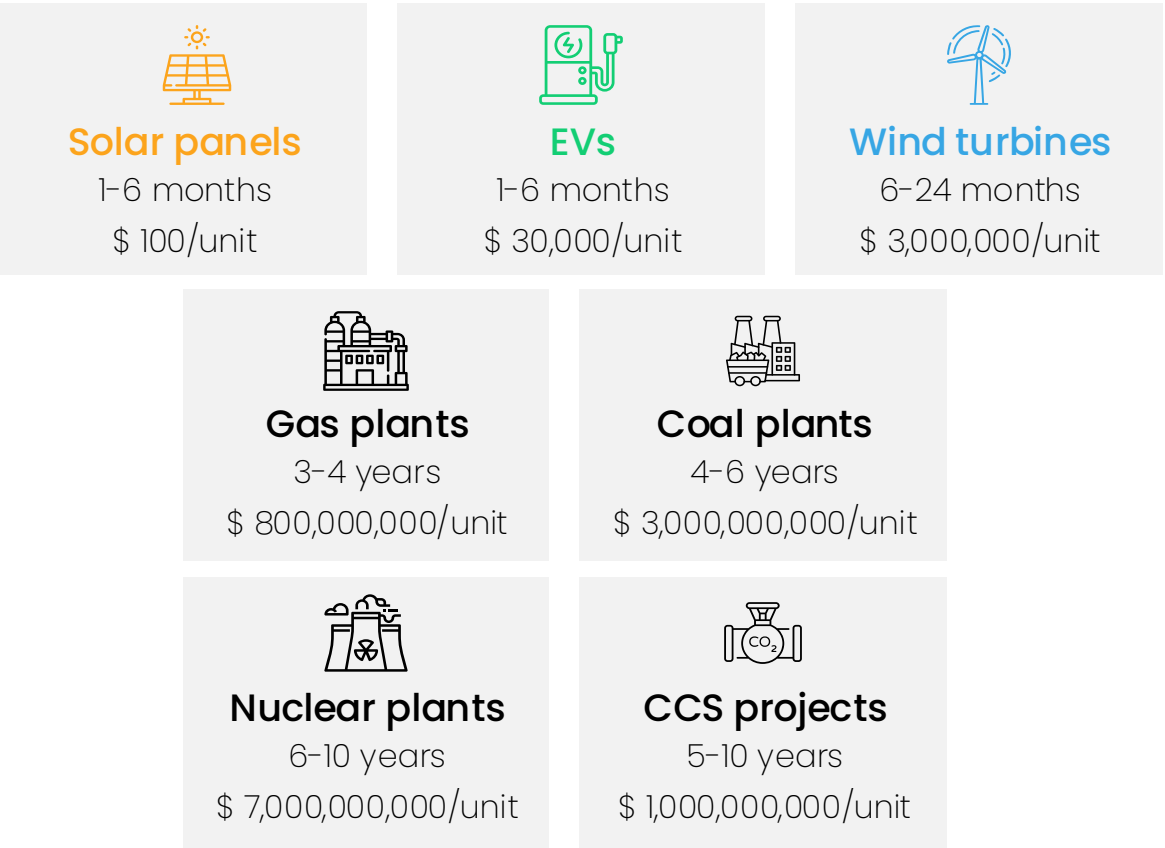 Solar panels
1-6 months
$ 100/unit
EVs
1-6 months
$ 30,000/unit
Wind turbines
6-24 months
$ 3,000,000/unit
Gas plants
3-4 years
$ 800,000,000/unit
Coal plants
4-6 years
$ 3,000,000,000/unit
Nuclear plants
6-10 years
$ 7,000,000,000/unit
CO2
CCS projects
5-10 years
$ 1,000,000,000/unit